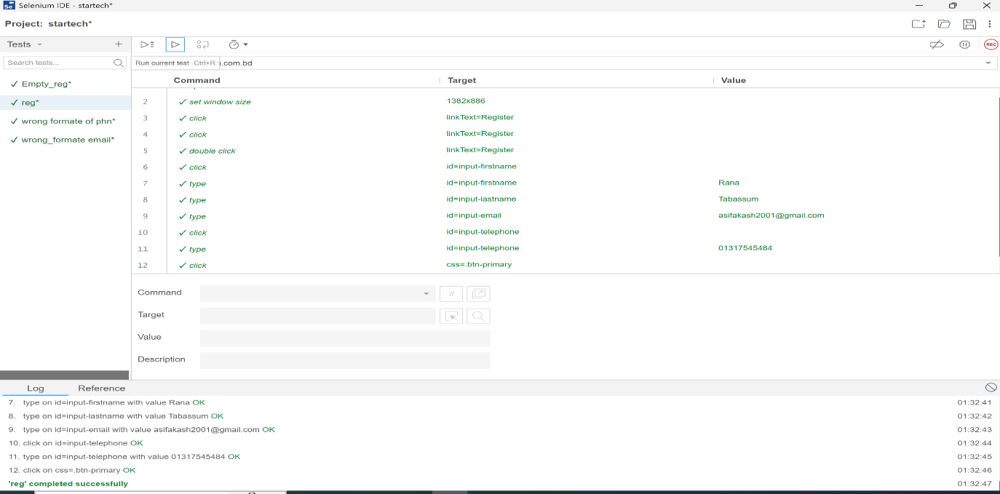 Selenium IDE - startech*
Project: startech*
Tests
Search tests...
Run current test Ctrl+R
.com.bd
Empty_reg*
reg*
wrong formate of phn*
wrong_formate email*
Command Target Value
2 set window size 1382x886
3 click linkText=Register
4 click linkText=Register
5 double click linkText=Register
6 click id=input-firstname
7 type id=input-firstname Rana
8 type id=input-lastname Tabassum
9 type id=input-email asifakash2001@gmail.com
10 click id=input-telephone
11 type id=input-telephone 01317545484
12 click css=.btn-primary
Command //
Target
Value
Description
Log Reference
7. type on id=input-firstname with value Rana OK 01:32:41
8. type on id=input-lastname with value Tabassum OK 01:32:42
9. type on id=input-email with value asifakash2001@gmail.com OK 01:32:43
10. click on id=input-telephone OK 01:32:44
11. type on id=input-telephone with value 01317545484 OK 01:32:45
12. click on css=.btn-primary OK 01:32:46
'reg' completed successfully 01:32:47
Se
REC